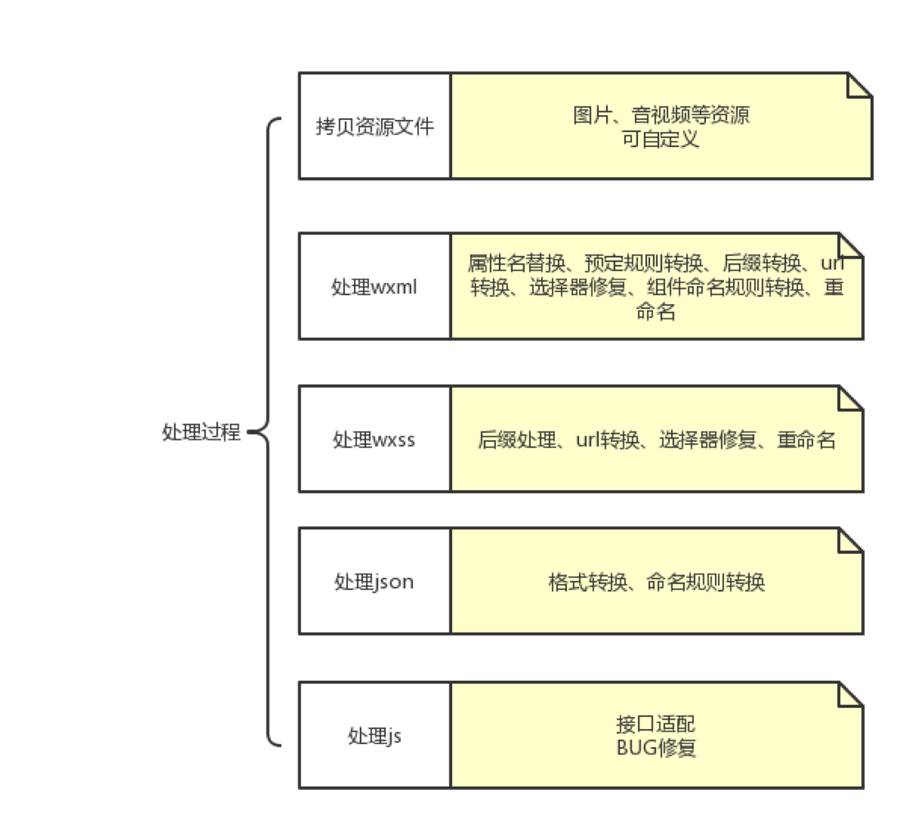 拷贝资源文件
图片、音视频等资源
可自定义
处理wxml
属性名替换、预定规则转换、后缀转换、url
转换、选择器修复、组件命名规则转换、重
命名
处理过程
处理wxss
后缀处理、url转换、选择器修复、重命名
处理json
格式转换、命名规则转换
处理js
接口适配
BUG修复